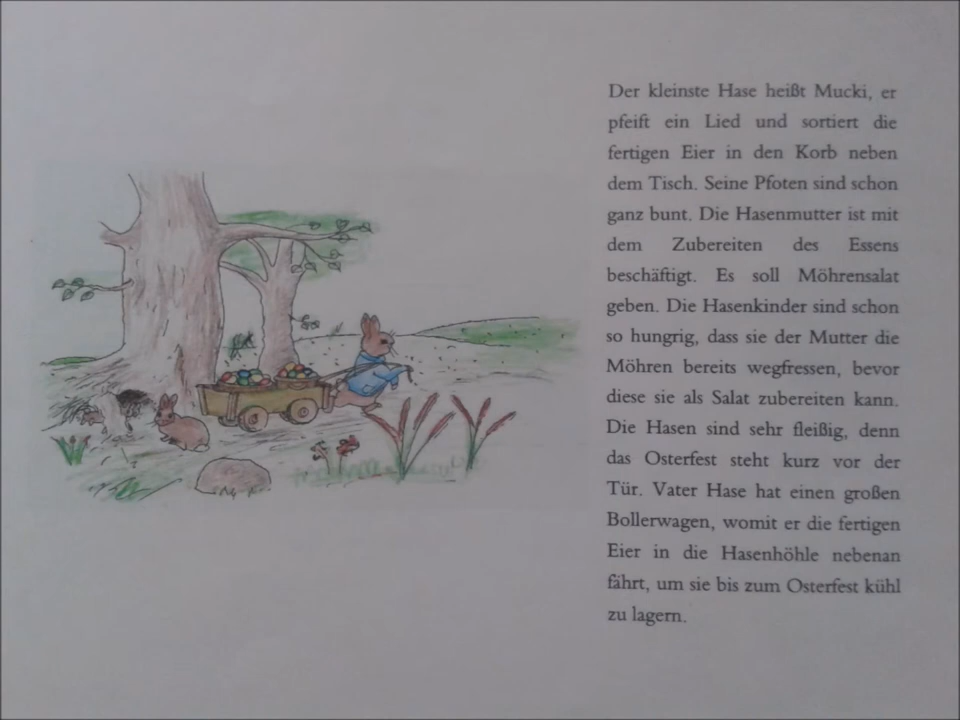 Der kleinste Hase heißt Mucki, er
pfeift ein Lied und sortiert die
fertigen Eier in den Korb neben
dem Tisch. Seine Pfoten sind schon
ganz bunt. Die Hasenmutter ist mit
dem Zubereiten des Essens
beschäftigt. Es soll Möhrensalat
geben. Die Hasenkinder sind schon
so hungrig, dass sie der Mutter die
Möhren bereits wegfressen, bevor
diese sie als Salat zubereiten kann.
Die Hasen sind sehr fleißig, denn
das Osterfest steht kurz vor der
Tür. Vater Hase hat einen großen
Bollerwagen, womit er die fertigen
Eier in die Hasenhöhle nebenan
fährt, um sie bis zum Osterfest kühl
zu lagern.